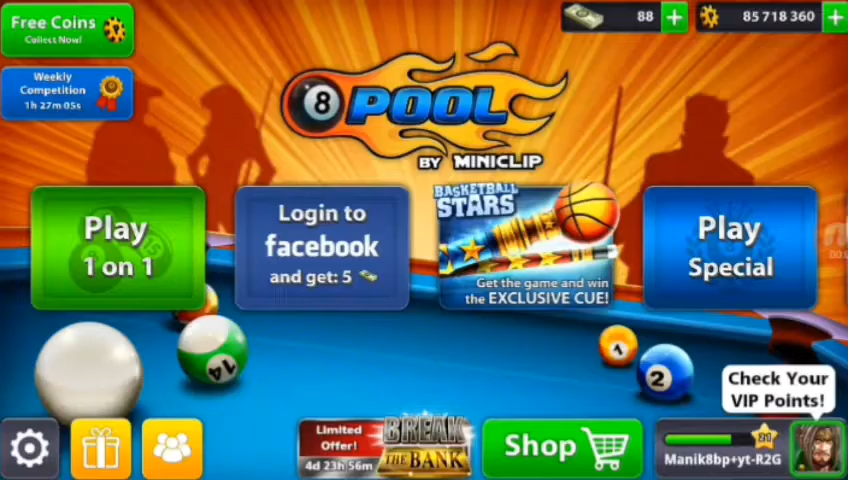 Free Coins
Collect Now!
88
85 718 360
Weekly
Competition
1h 27m 05s
8
POOL
BY MINICLIP
Play
1 on 1
Login to
facebook
and get: 5
BASKETBALL
STARS
Get the game and win
the EXCLUSIVE CUE!
Play
Special
14
1
2
Check Your
VIP Points!
Limited
Offer!
4d 23h 56m
BREAK
THE BANK
Shop
Manik8bp+yt-R2G